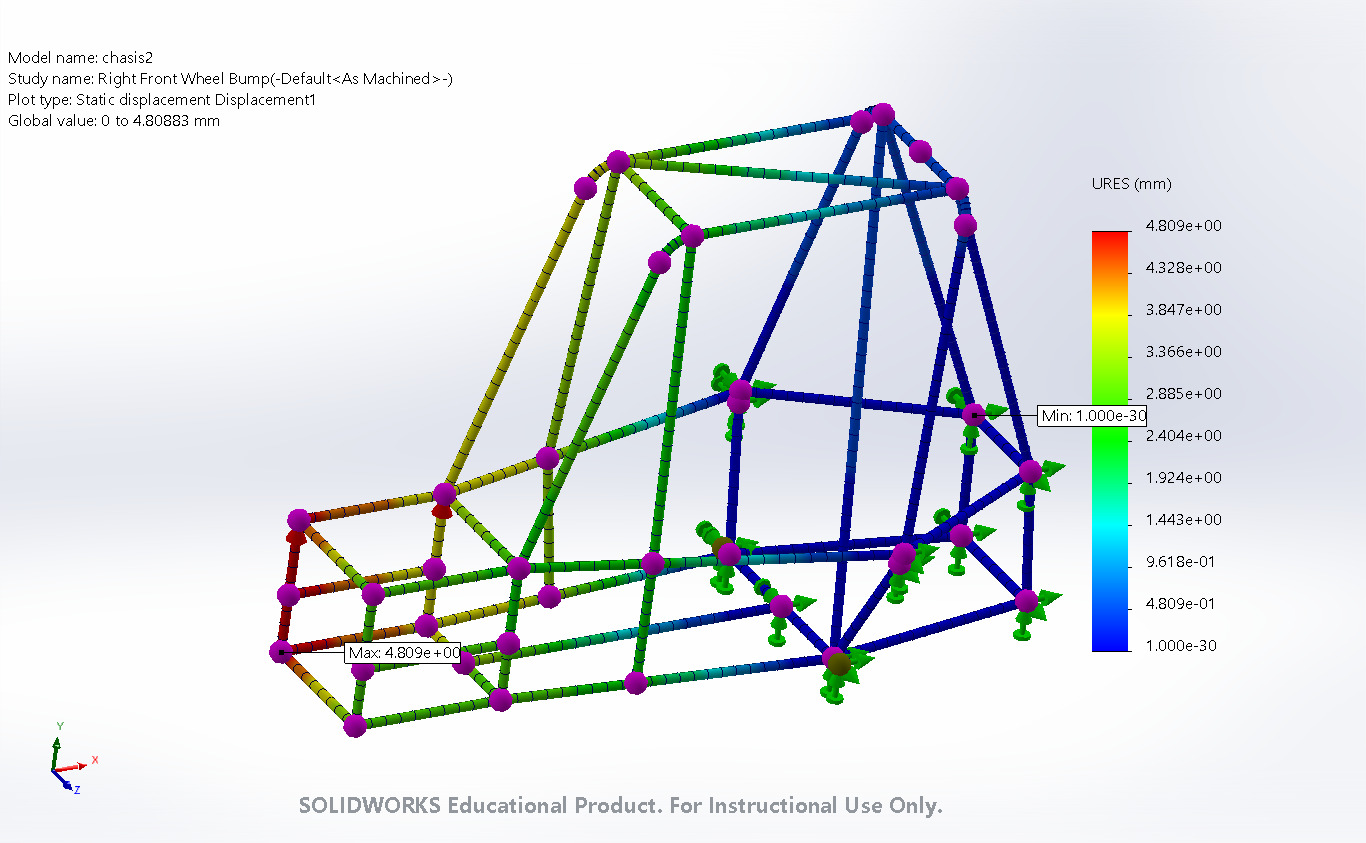 Model name: chasis2
Study name: Right Front Wheel Bump(-Default<As Machined>-)
Plot type: Static displacement Displacement1
Global value: 0 to 4.80883 mm
URES (mm)
4.809e+00
4.328e+00
3.847e+00
3.366e+00
2.885e+00
Min: 1.000e-30
2.404e+00
1.924e+00
1.443e+00
9.618e-01
4.809e-01
1.000e-30
Max: 4.809e+00
Y
X
Z
SOLIDWORKS Educational Product. For Instructional Use Only.